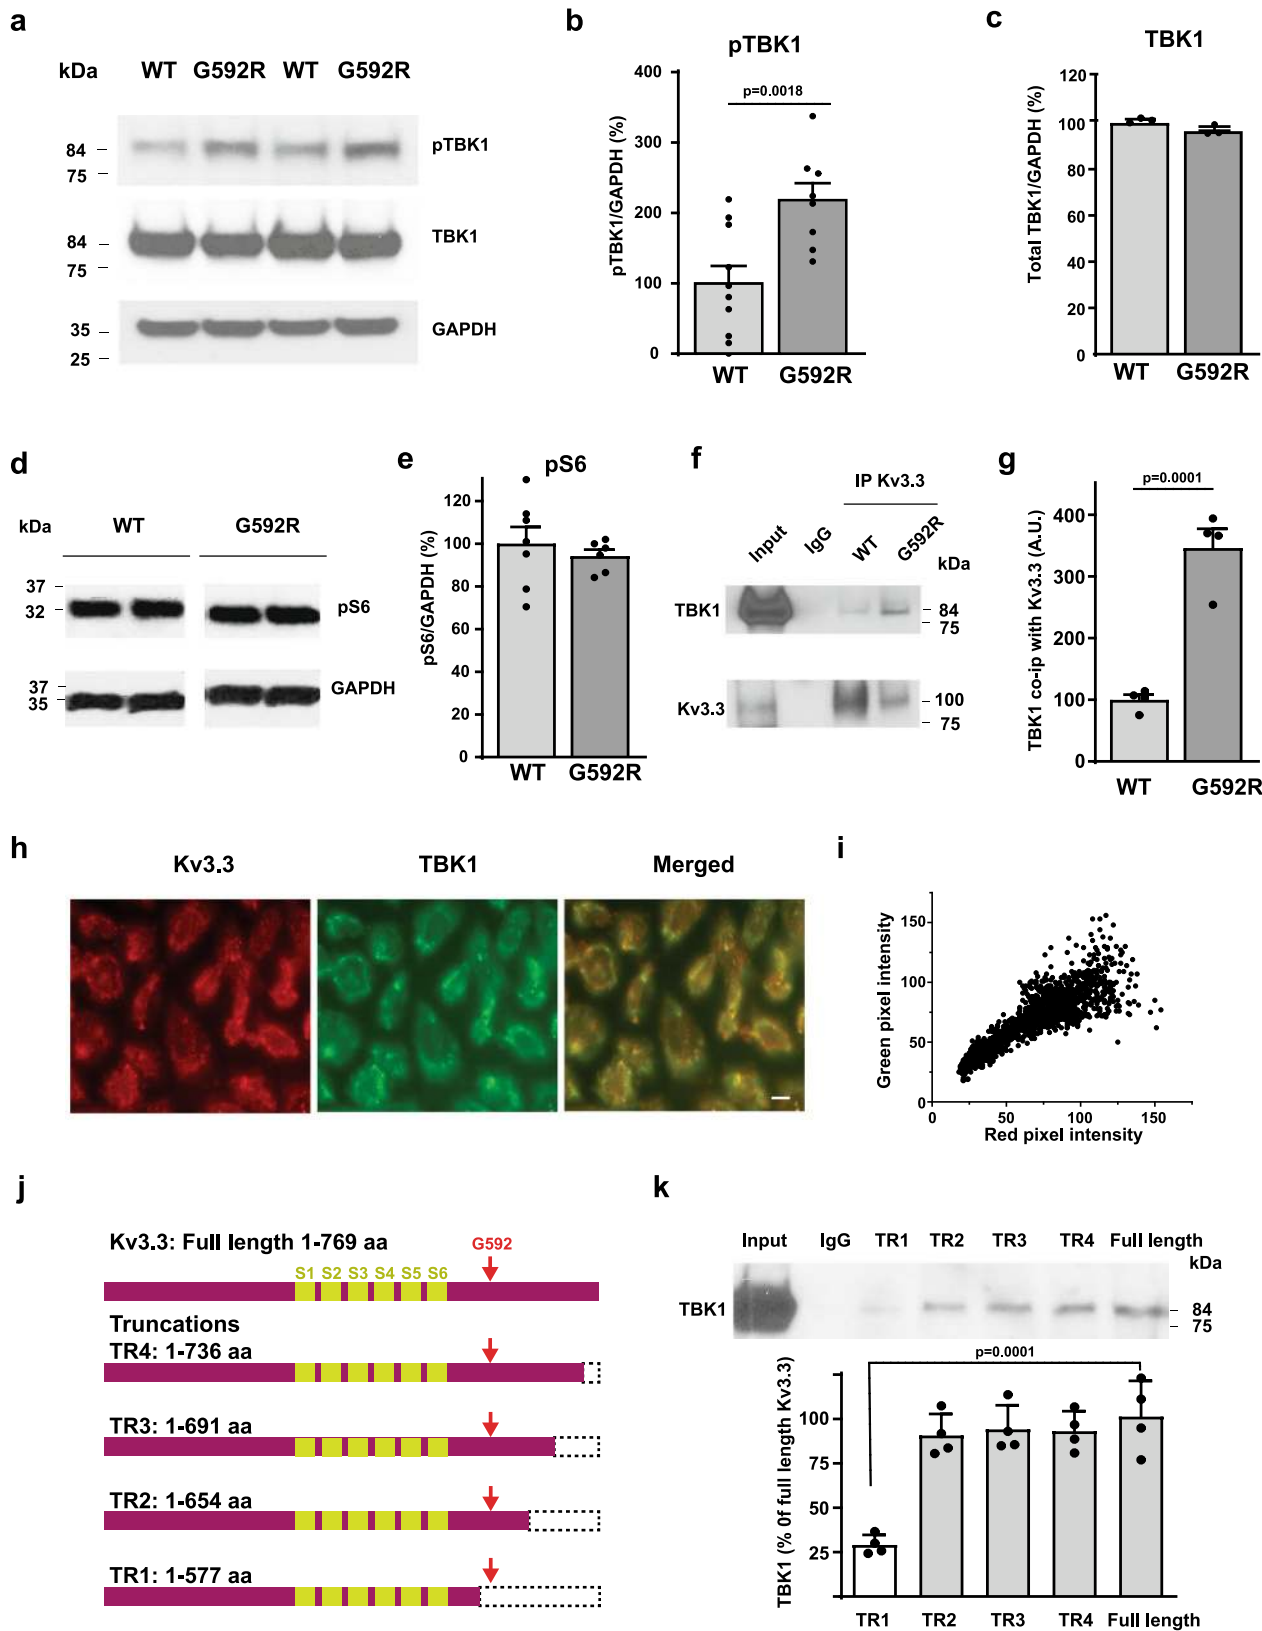 a
kDa WT G592R WT G592R
84
75
pTBK1
84
75
TBK1
35
25
GAPDH
b
pTBK1
p=0.0018
pTBK1/GAPDH (%)
400
300
200
100
0
WT G592R
c
TBK1
Total TBK1/GAPDH (%)
120
100
80
60
40
20
0
WT G592R
d
kDa WT G592R
37
32
pS6
37
35
GAPDH
e
pS6
pS6/GAPDH (%)
120
100
80
60
40
20
0
WT G592R
f
IP Kv3.3
Input IgG WT G592R
kDa
TBK1
84
75
Kv3.3
100
75
g
p=0.0001
TBK1 co-ip with Kv3.3 (A.U.)
400
300
200
100
0
WT G592R
h
Kv3.3 TBK1 Merged
i
Green pixel intensity
150
100
50
0
0 50 100 150
Red pixel intensity
j
Kv3.3: Full length 1-769 aa
G592
S1 S2 S3 S4 S5 S6
Truncations
TR4: 1-736 aa
TR3: 1-691 aa
TR2: 1-654 aa
TR1: 1-577 aa
k
Input IgG TR1 TR2 TR3 TR4 Full length
kDa
TBK1
84
75
p=0.0001
TBK1 (% 0f full length Kv3.3)
100
75
50
25
TR1 TR2 TR3 TR4 Full length